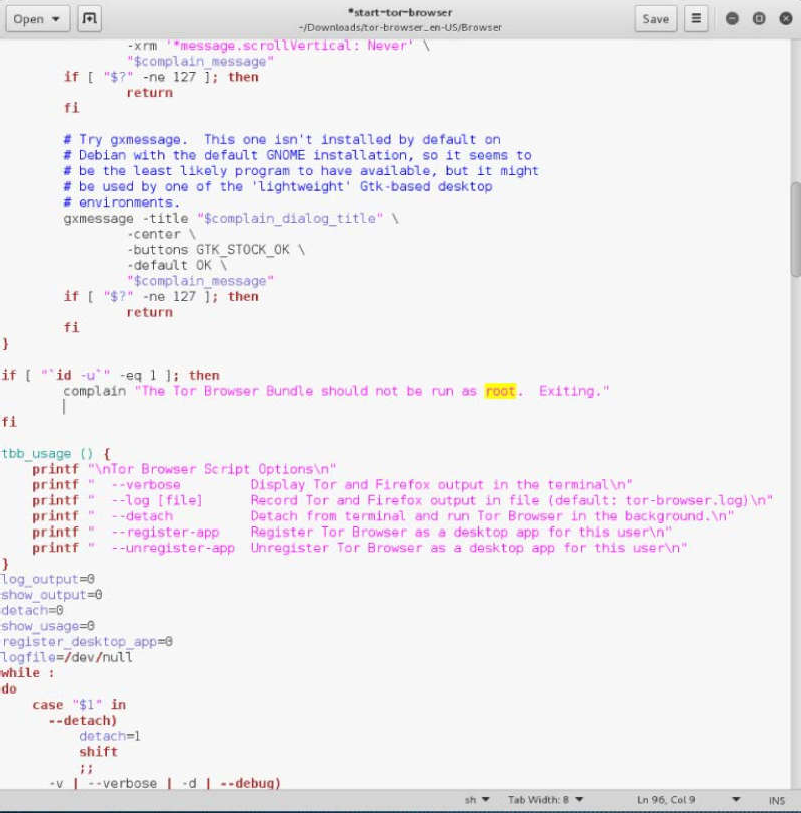 Open
*start-tor-browser
~/Downloads/tor-browser_en-US/Browser
Save
-xrm '*message.scrollVertical: Never' \
"$complain_message"
if [ "$?" -ne 127 ]; then
return
fi
# Try gxmessage.  This one isn't installed by default on
# Debian with the default GNOME installation, so it seems to
# be the least likely program to have available, but it might
# be used by one of the 'lightweight' Gtk-based desktop
# environments.
gxmessage -title "$complain_dialog_title" \
-center \
-buttons GTK_STOCK_OK \
-default OK \
"$complain_message"
if [ "$?" -ne 127 ]; then
return
fi
}
if [ "`id -u`" -eq 1 ]; then
complain "The Tor Browser Bundle should not be run as root.  Exiting."
fi
tbb_usage () {
printf "\nTor Browser Script Options\n"
printf "  --verbose         Display Tor and Firefox output in the terminal\n"
printf "  --log [file]      Record Tor and Firefox output in file (default: tor-browser.log)\n"
printf "  --detach          Detach from terminal and run Tor Browser in the background.\n"
printf "  --register-app    Register Tor Browser as a desktop app for this user\n"
printf "  --unregister-app  Unregister Tor Browser as a desktop app for this user\n"
}
log_output=0
show_output=0
detach=0
show_usage=0
register_desktop_app=0
logfile=/dev/null
while :
do
case "$1" in
--detach)
detach=1
shift
;;
-v | --verbose | -d | --debug)
sh Tab Width: 8 Ln 96, Col 9 INS